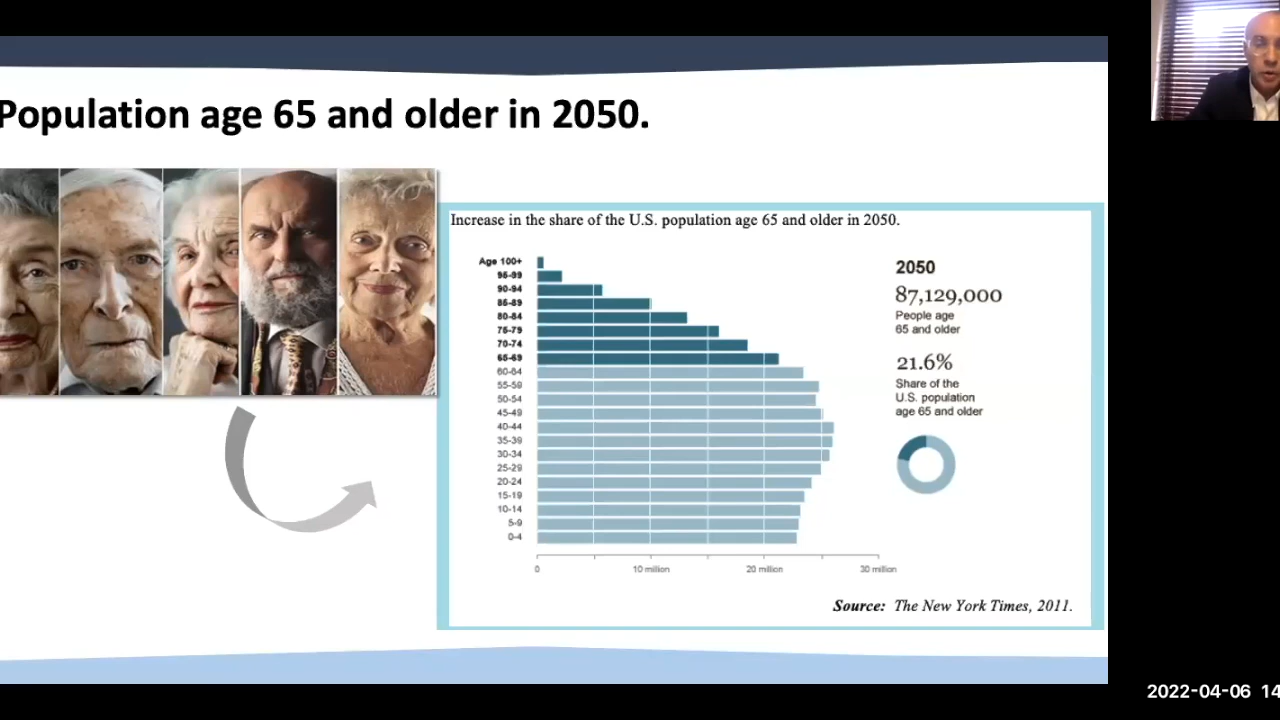 Population age 65 and older in 2050.
Increase in the share of the U.S. population age 65 and older in 2050.
Age 100+
95-99
90-94
85-89
80-84
75-79
70-74
65-69
60-64
55-59
50-54
45-49
40-44
35-39
30-34
25-29
20-24
15-19
10-14
5-9
0-4
0
10 million
20 million
30 million
2050
87,129,000
People age
65 and older
21.6%
Share of the
U.S. population
age 65 and older
Source: The New York Times, 2011.
2022-04-06 14